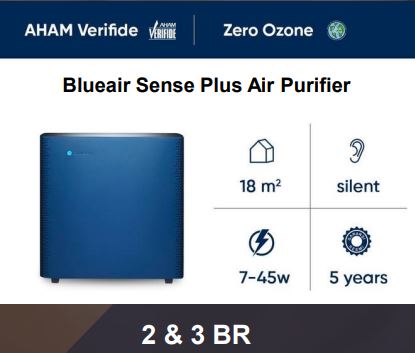 AHAM Verifide AHAM VERIFIDE Zero Ozone
Blueair Sense Plus Air Purifier
18 m² silent
7-45w 5 years
2 & 3 BR